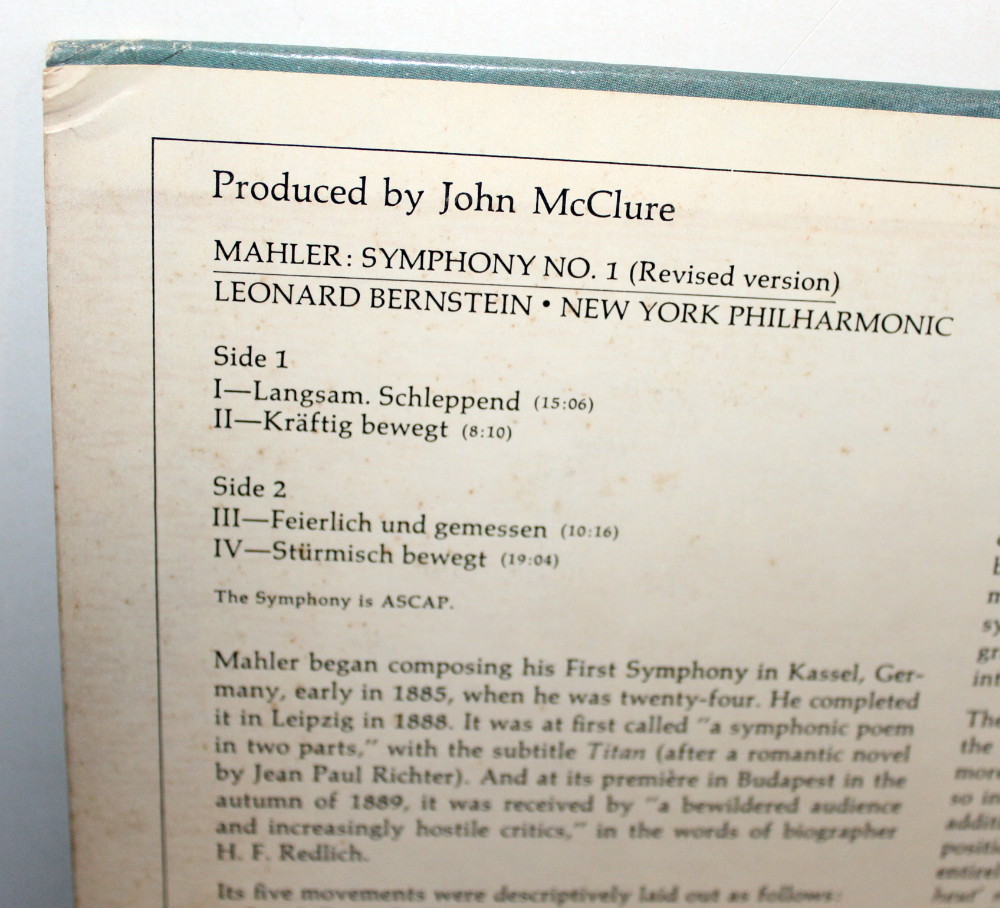 Produced by John McClure
MAHLER: SYMPHONY NO. 1 (Revised version)
LEONARD BERNSTEIN • NEW YORK PHILHARMONIC
Side 1
I—Langsam. Schleppend (15:06)
II—Kräftig bewegt (8:10)
Side 2
III—Feierlich und gemessen (10:16)
IV—Stürmisch bewegt (19:04)
The Symphony is ASCAP.
Mahler began composing his First Symphony in Kassel, Ger-
many, early in 1885, when he was twenty-four. He completed
it in Leipzig in 1888. It was at first called "a symphonic poem
in two parts," with the subtitle Titan (after a romantic novel
by Jean Paul Richter). And at its première in Budapest in the
autumn of 1889, it was received by "a bewildered audience
and increasingly hostile critics," in the words of biographer
H. F. Redlich.
Its five movements were descriptively laid out as follows:
The
the
more
so in